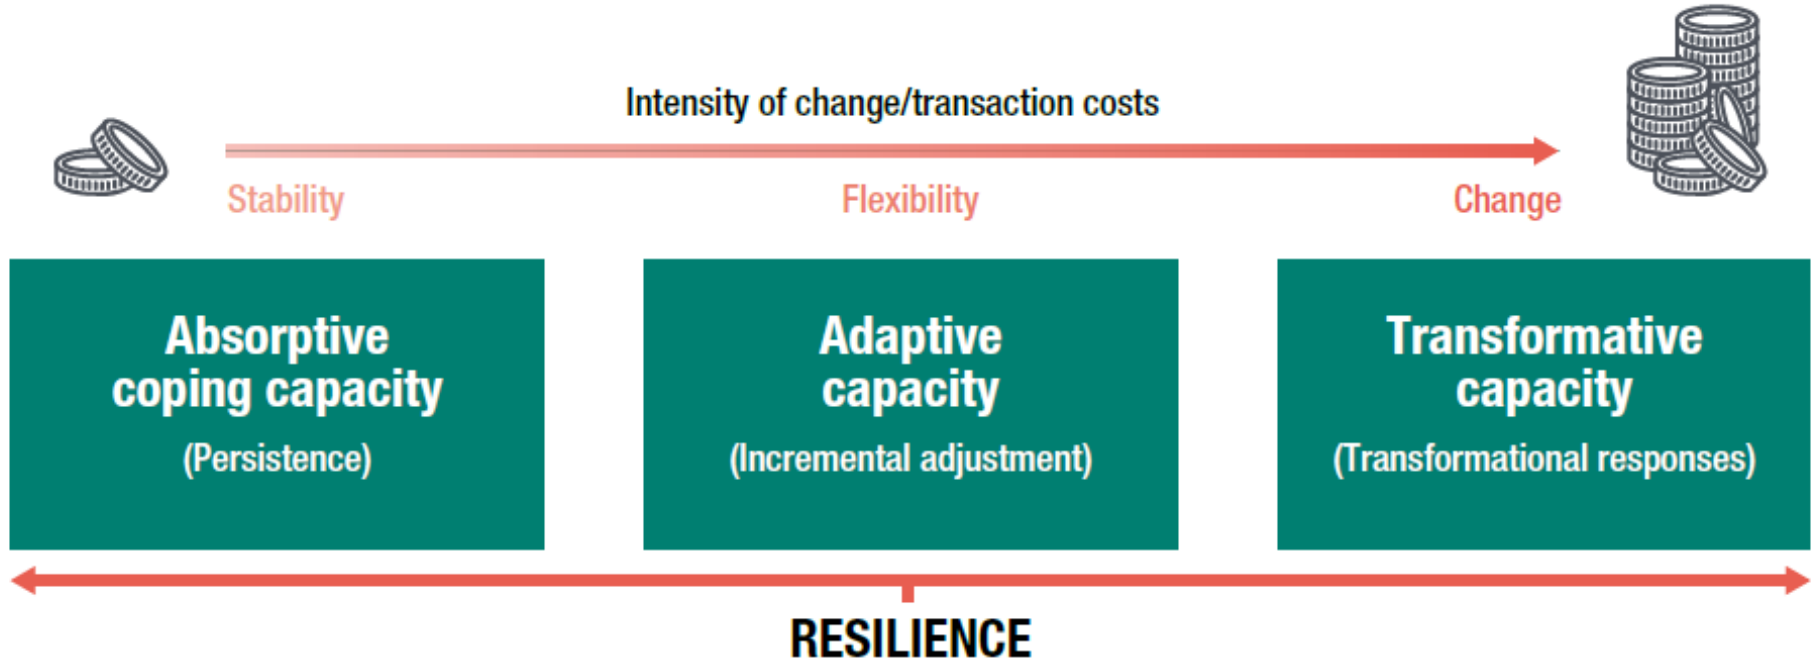 Intensity of change/transaction costs
Stability
Flexibility
Change
Absorptive
coping capacity
(Persistence)
Adaptive
capacity
(Incremental adjustment)
Transformative
capacity
(Transformational responses)
RESILIENCE